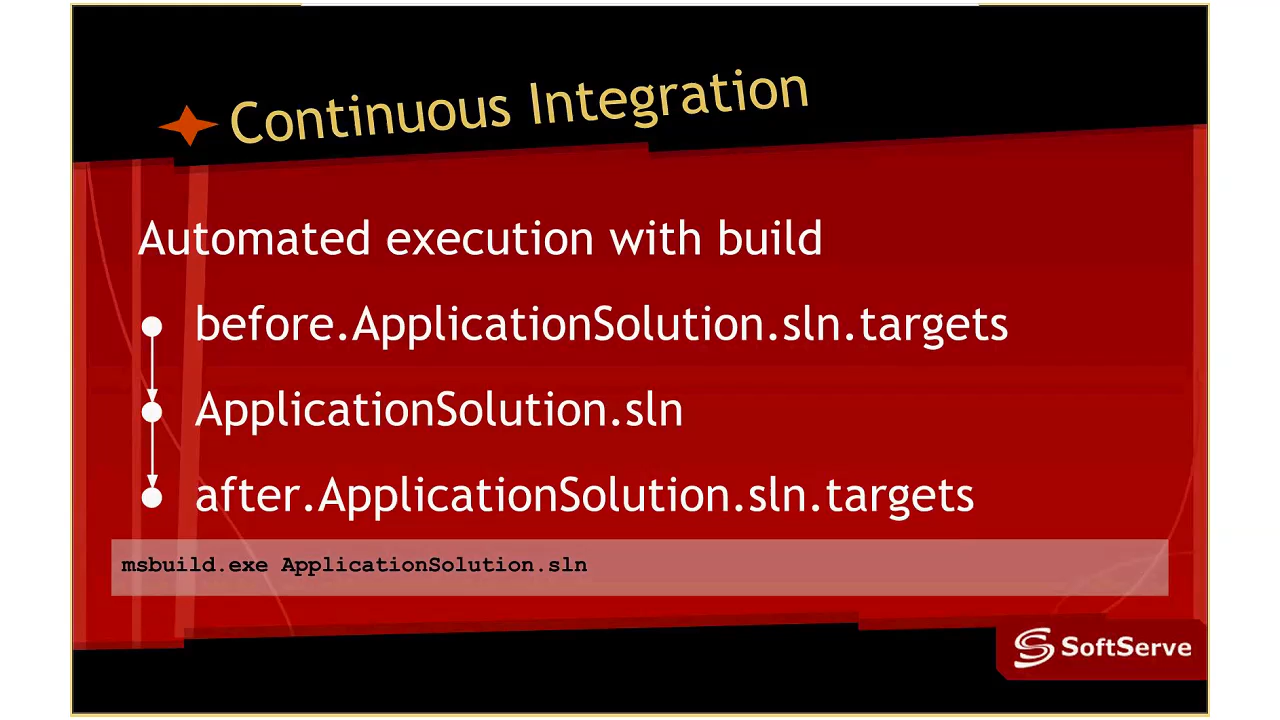 Continuous Integration
Automated execution with build
before.ApplicationSolution.sln.targets
ApplicationSolution.sln
after.ApplicationSolution.sln.targets
msbuild.exe ApplicationSolution.sln
SoftServe